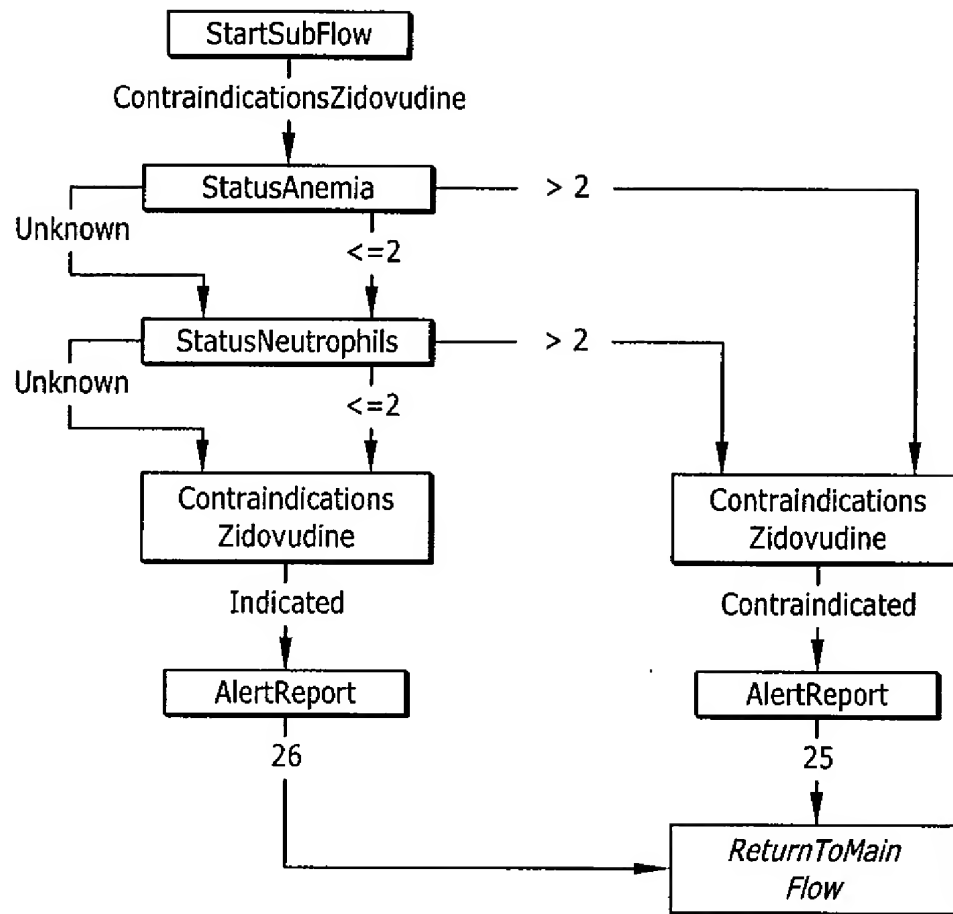 StartSubFlow
ContraindicationsZidovudine
StatusAnemia
> 2
Unknown
<=2
StatusNeutrophils
> 2
Unknown
<=2
Contraindications
Zidovudine
Contraindications
Zidovudine
Indicated
Contraindicated
AlertReport
AlertReport
26
25
ReturnToMain
Flow